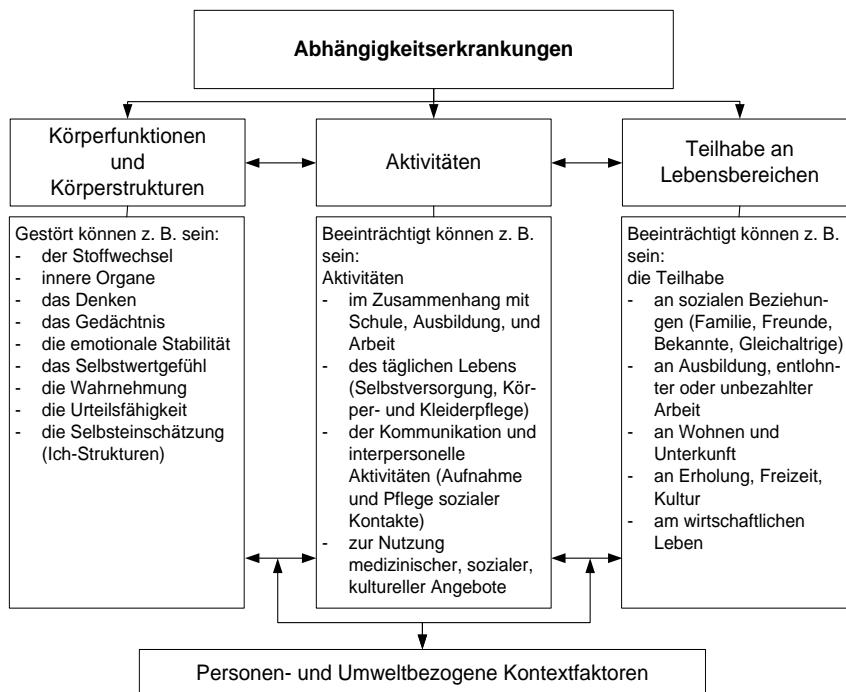 Abhängigkeitserkrankungen
Körperfunktionen
und
Körperstrukturen
Aktivitäten
Teilhabe an
Lebensbereichen
Gestört können z. B. sein:
- der Stoffwechsel
- innere Organe
- das Denken
- das Gedächtnis
- die emotionale Stabilität
- das Selbstwertgefühl
- die Wahrnehmung
- die Urteilsfähigkeit
- die Selbsteinschätzung
(Ich-Strukturen)
Beeinträchtigt können z. B.
sein:
Aktivitäten
- im Zusammenhang mit
Schule, Ausbildung, und
Arbeit
- des täglichen Lebens
(Selbstversorgung, Kör-
per- und Kleiderpflege)
- der Kommunikation und
interpersonelle
Aktivitäten (Aufnahme
und Pflege sozialer
Kontakte)
- zur Nutzung
medizinischer, sozialer,
kultureller Angebote
Beeinträchtigt können z. B.
sein:
die Teilhabe
- an sozialen Beziehun-
gen (Familie, Freunde,
Bekannte, Gleichaltrige)
- an Ausbildung, entlohn-
ter oder unbezahlter
Arbeit
- an Wohnen und
Unterkunft
- an Erholung, Freizeit,
Kultur
- am wirtschaftlichen
Leben
Personen- und Umweltbezogene Kontextfaktoren